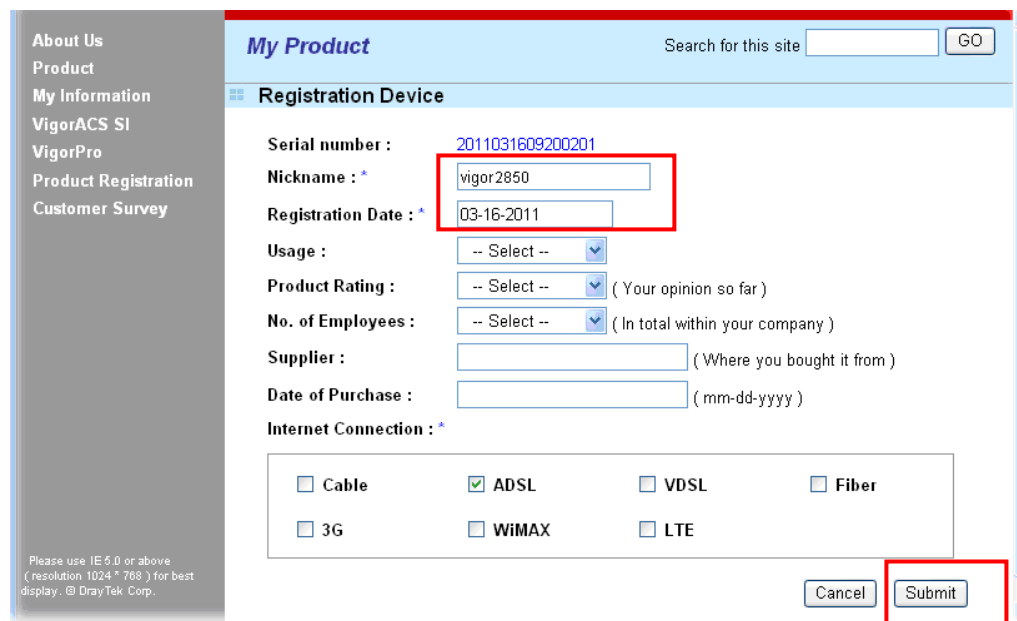 About Us
Product
My Information
VigorACS SI
VigorPro
Product Registration
Customer Survey
Please use IE 5.0 or above
( resolution 1024 * 768 ) for best
display. © DrayTek Corp.
My Product
Search for this site
GO
Registration Device
Serial number : 2011031609200201
Nickname : * vigor2850
Registration Date : * 03-16-2011
Usage : -- Select --
Product Rating : -- Select -- ( Your opinion so far )
No. of Employees : -- Select -- ( In total within your company )
Supplier : ( Where you bought it from )
Date of Purchase : ( mm-dd-yyyy )
Internet Connection : *
Cable ADSL VDSL Fiber
3G WiMAX LTE
Cancel Submit